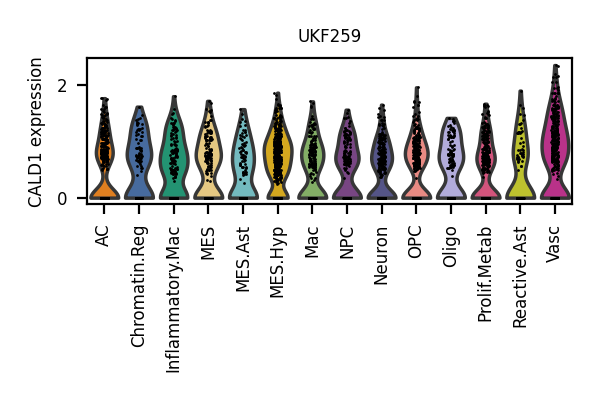 UKF259
CALD1 expression
2
0
AC
Chromatin.Reg
Inflammatory.Mac
MES
MES.Ast
MES.Hyp
Mac
NPC
Neuron
OPC
Oligo
Prolif.Metab
Reactive.Ast
Vasc